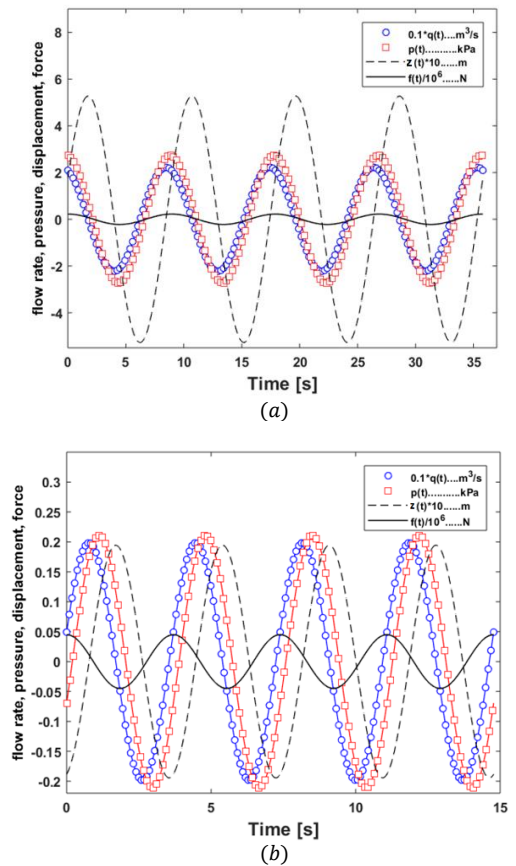 8
6
4
2
0
-2
-4
0
5
10
15
20
25
30
35
flow rate, pressure, displacement, force
Time [s]
0.1*q(t)....m³/s
p(t)...........kPa
z(t)*10......m
f(t)/10⁶......N
(a)
0.3
0.25
0.2
0.15
0.1
0.05
0
-0.05
-0.1
-0.15
-0.2
0
5
10
15
flow rate, pressure, displacement, force
Time [s]
0.1*q(t)....m³/s
p(t)...........kPa
z(t)*10......m
f(t)/10⁶......N
(b)